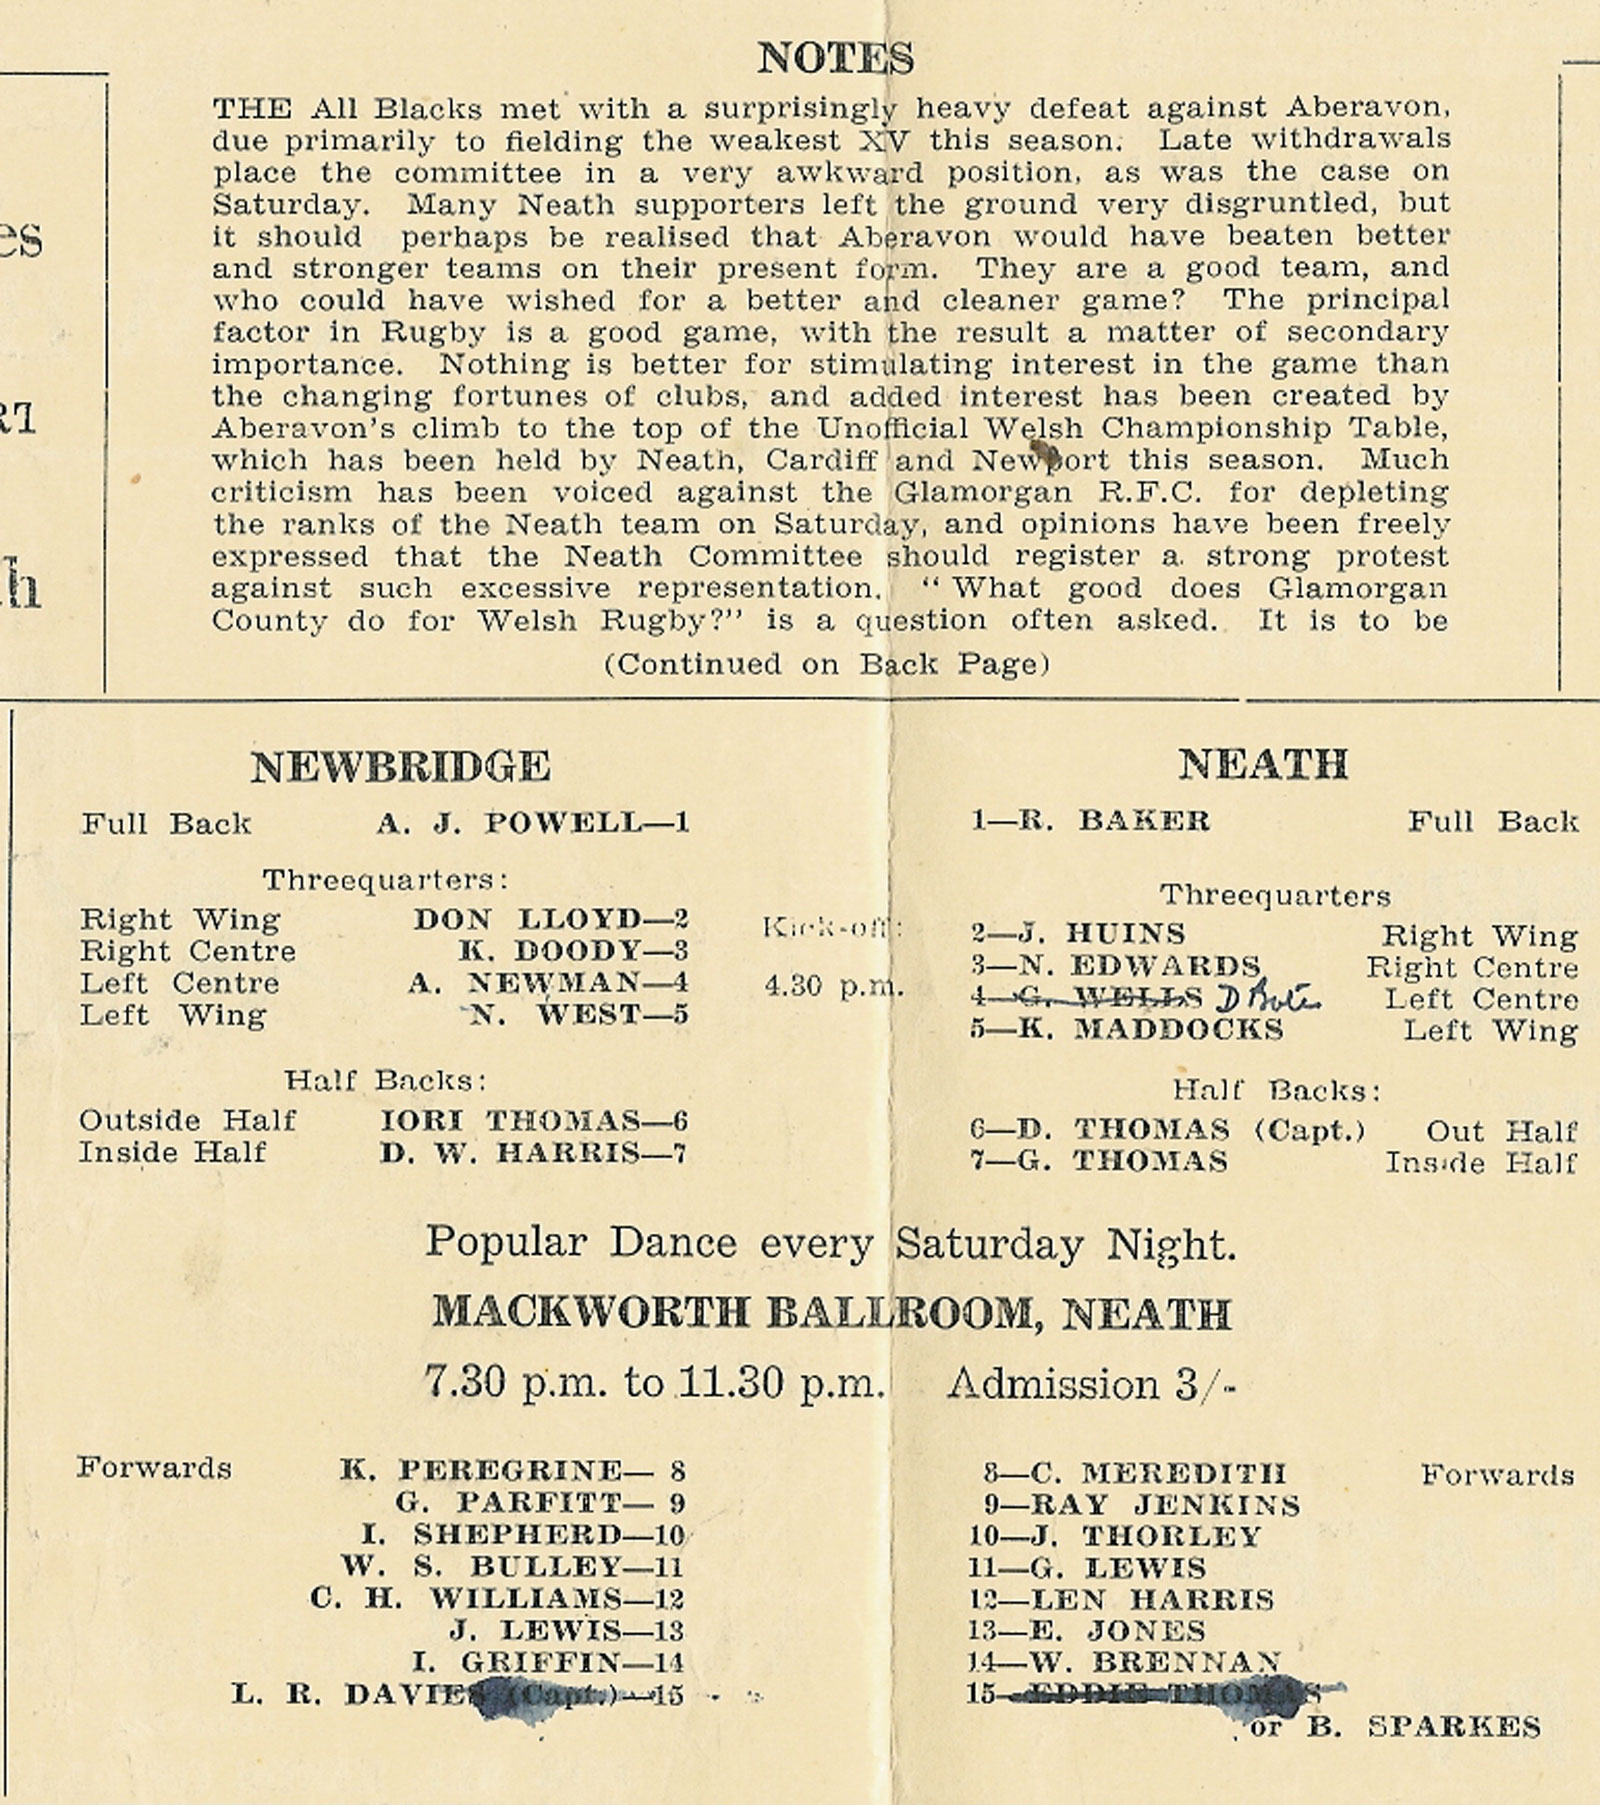 NOTES
THE All Blacks met with a surprisingly heavy defeat against Aberavon,
due primarily to fielding the weakest XV this season. Late withdrawals
place the committee in a very awkward position, as was the case on
Saturday. Many Neath supporters left the ground very disgruntled, but
it should perhaps be realised that Aberavon would have beaten better
and stronger teams on their present form. They are a good team, and
who could have wished for a better and cleaner game? The principal
factor in Rugby is a good game, with the result a matter of secondary
importance. Nothing is better for stimulating interest in the game than
the changing fortunes of clubs, and added interest has been created by
Aberavon's climb to the top of the Unofficial Welsh Championship Table,
which has been held by Neath, Cardiff and Newport this season. Much
criticism has been voiced against the Glamorgan R.F.C. for depleting
the ranks of the Neath team on Saturday, and opinions have been freely
expressed that the Neath Committee should register a strong protest
against such excessive representation. “What good does Glamorgan
County do for Welsh Rugby?” is a question often asked. It is to be
(Continued on Back Page)
NEWBRIDGE
Full Back A. J. POWELL—1
Threequarters:
Right Wing DON LLOYD—2
Right Centre K. DOODY—3
Left Centre A. NEWMAN—4
Left Wing N. WEST—5
Half Backs:
Outside Half IORI THOMAS—6
Inside Half D. W. HARRIS—7
Kick-off:
4.30 p.m.
NEATH
1—R. BAKER Full Back
Threequarters
2—J. HUINS Right Wing
3—N. EDWARDS Right Centre
4—G. WELLS D Left Centre
5—K. MADDOCKS Left Wing
Half Backs:
6—D. THOMAS (Capt.) Out Half
7—G. THOMAS Inside Half
Popular Dance every Saturday Night.
MACKWORTH BALLROOM, NEATH
7.30 p.m. to 11.30 p.m. Admission 3/-
Forwards K. PEREGRINE— 8
G. PARFITT— 9
I. SHEPHERD—10
W. S. BULLEY—11
C. H. WILLIAMS—12
J. LEWIS—13
I. GRIFFIN—14
L. R. DAVIES (Capt.)—15
8—C. MEREDITH Forwards
9—RAY JENKINS
10—J. THORLEY
11—G. LEWIS
12—LEN HARRIS
13—E. JONES
14—W. BRENNAN
15—EDDIE THOMAS
or B. SPARKES